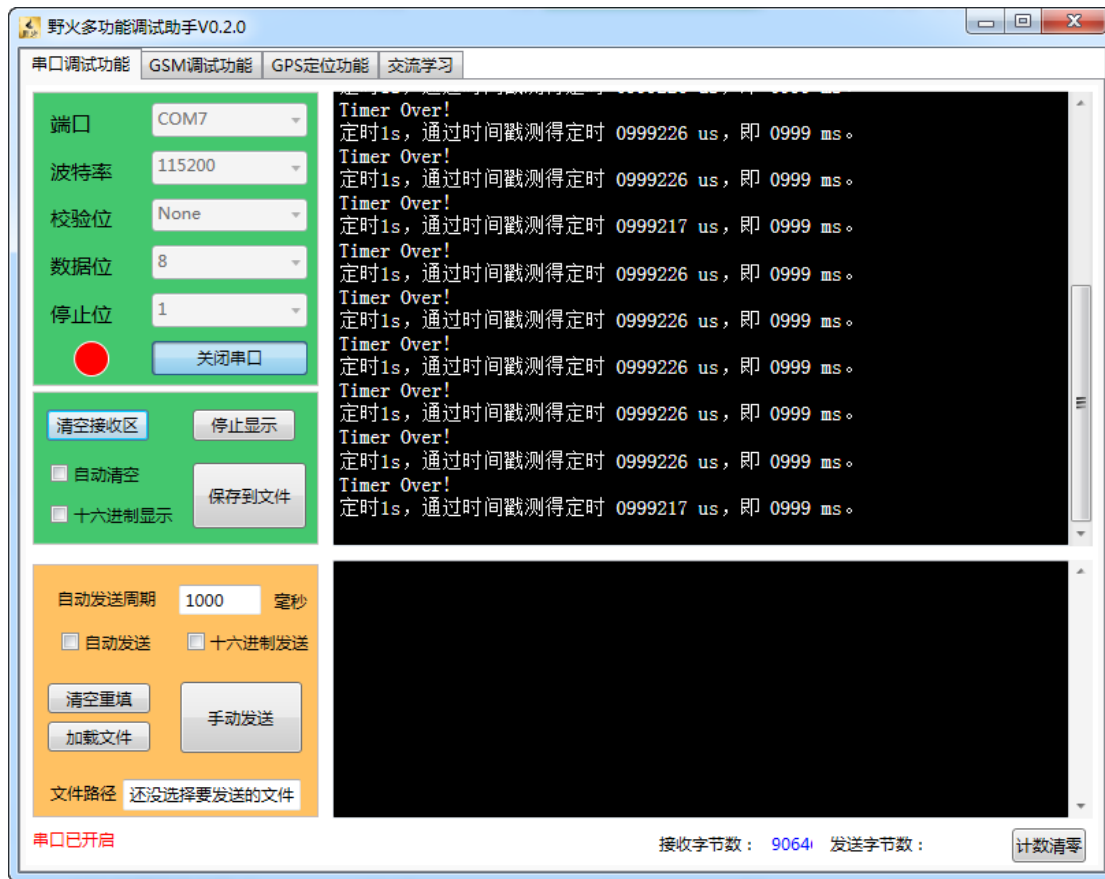 野火多功能调试助手V0.2.0
串口调试功能 GSM调试功能 GPS定位功能 交流学习
端口 COM7
波特率 115200
校验位 None
数据位 8
停止位 1
关闭串口
清空接收区 停止显示
自动清空
保存到文件
十六进制显示
Timer Over!
定时1s，通过时间戳测得定时 0999226 us，即 0999 ms。
Timer Over!
定时1s，通过时间戳测得定时 0999226 us，即 0999 ms。
Timer Over!
定时1s，通过时间戳测得定时 0999217 us，即 0999 ms。
Timer Over!
定时1s，通过时间戳测得定时 0999226 us，即 0999 ms。
Timer Over!
定时1s，通过时间戳测得定时 0999226 us，即 0999 ms。
Timer Over!
定时1s，通过时间戳测得定时 0999226 us，即 0999 ms。
Timer Over!
定时1s，通过时间戳测得定时 0999226 us，即 0999 ms。
Timer Over!
定时1s，通过时间戳测得定时 0999226 us，即 0999 ms。
Timer Over!
定时1s，通过时间戳测得定时 0999217 us，即 0999 ms。
自动发送周期 1000 毫秒
自动发送 十六进制发送
清空重填
手动发送
加载文件
文件路径 还没选择要发送的文件
串口已开启 接收字节数： 发送字节数： 计数清零